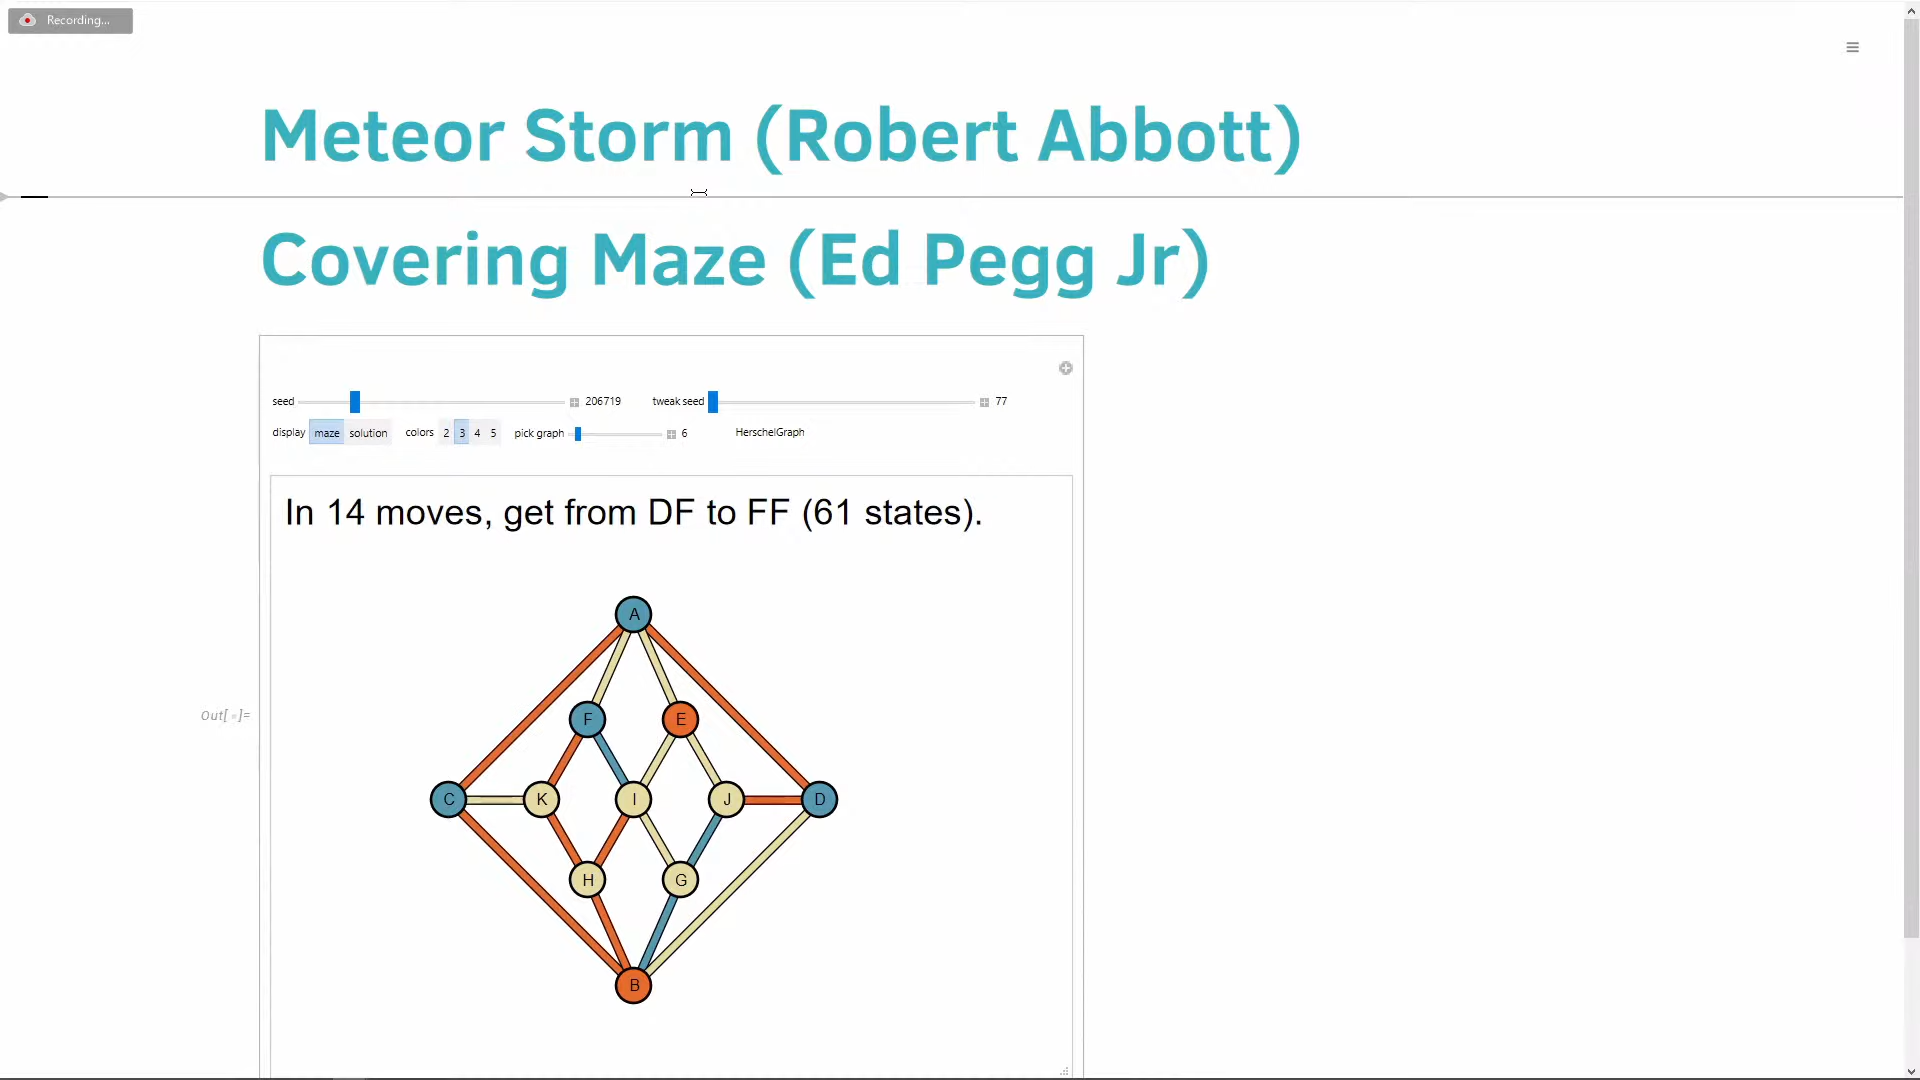 Recording...
Meteor Storm (Robert Abbott)
Covering Maze (Ed Pegg Jr)
seed 206719 tweak seed 77
display maze solution colors 2 3 4 5 pick graph 6 HerschelGraph
In 14 moves, get from DF to FF (61 states).
A
F E
Out[ ]=
C K I J D
H G
B